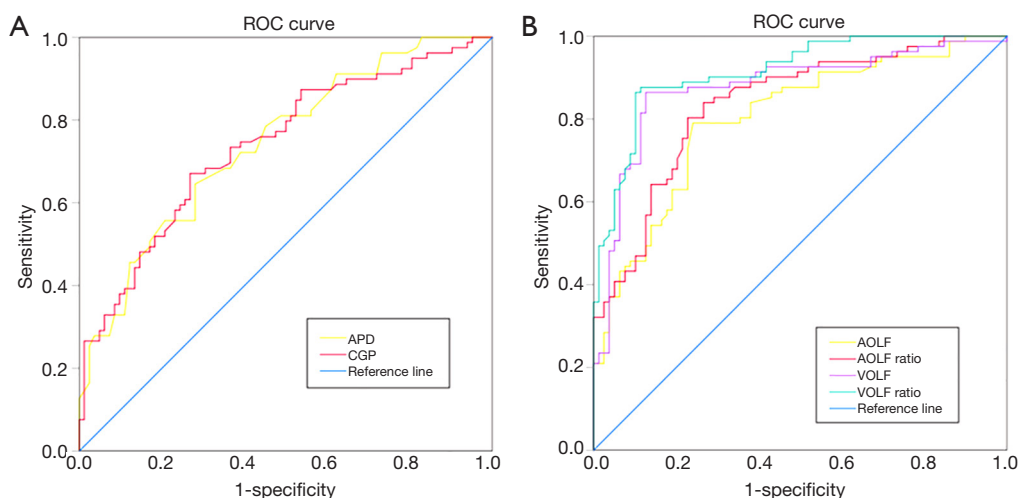 A
ROC curve
1.0
0.8
0.6
0.4
0.2
0.0
Sensitivity
APD
CGP
Reference line
0.0 0.2 0.4 0.6 0.8 1.0
1-specificity
B
ROC curve
1.0
0.8
0.6
0.4
0.2
0.0
Sensitivity
AOLF
AOLF ratio
VOLF
VOLF ratio
Reference line
0.0 0.2 0.4 0.6 0.8 1.0
1-specificity